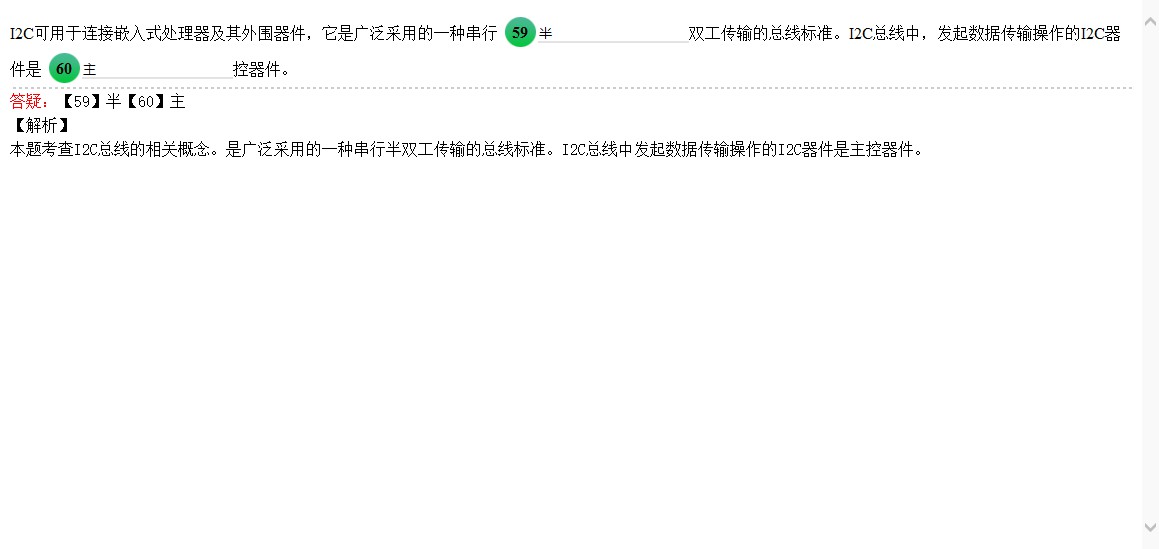 I2C可用于连接嵌入式处理器及其外围器件，它是广泛采用的一种串行 59 半 双工传输的总线标准。I2C总线中，发起数据传输操作的I2C器
件是 60 主 控器件。
答疑：【59】半【60】主
【解析】
本题考查I2C总线的相关概念。是广泛采用的一种串行半双工传输的总线标准。I2C总线中发起数据传输操作的I2C器件是主控器件。